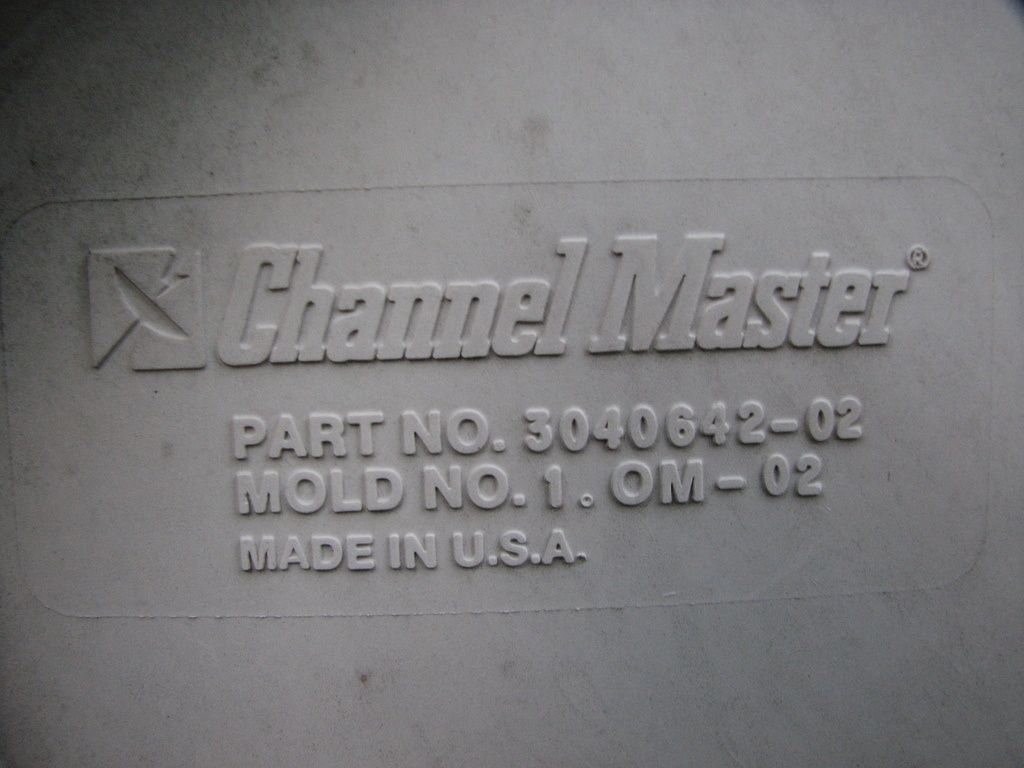 Channel Master®
PART NO. 3040642-02
MOLD NO. 1. OM-02
MADE IN U.S.A.